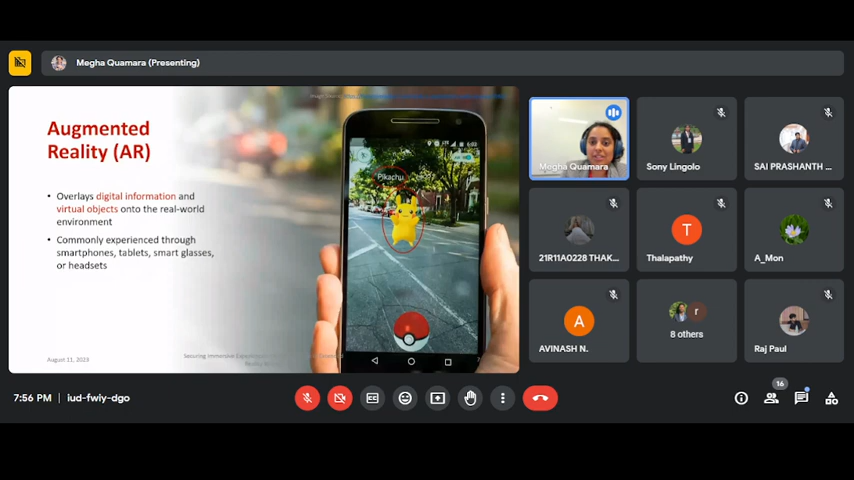 Megha Quamara (Presenting)
Augmented
Reality (AR)
• Overlays digital information and
virtual objects onto the real-world
environment
• Commonly experienced through
smartphones, tablets, smart glasses,
or headsets
August 11, 2023
Securing Immersive
Pikachu
Megha Quamara
Sony Lingolo
SAI PRASHANTH ...
21R11A0228 THAK...
T
Thalapathy
A_Mon
A
AVINASH N.
r
8 others
Raj Paul
7:56 PM | iud-fwiy-dgo
16